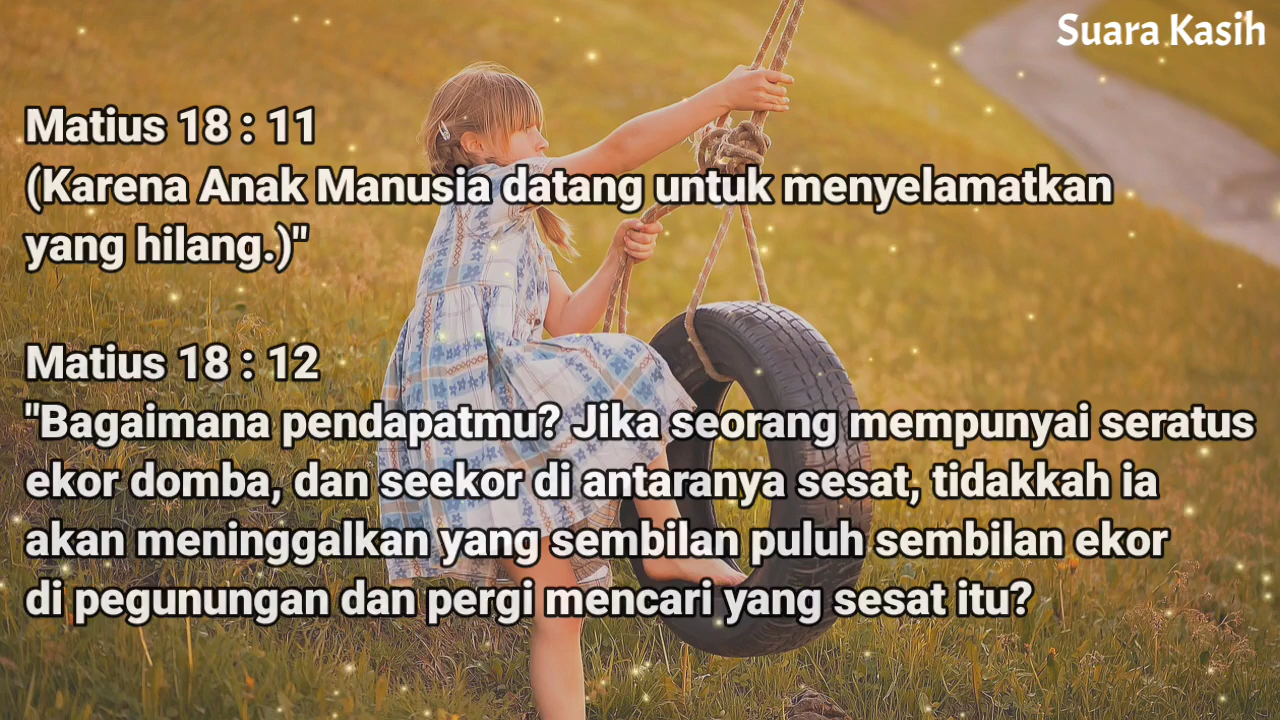 Suara Kasih
Matius 18 : 11
(Karena Anak Manusia datang untuk menyelamatkan
yang hilang.)"
Matius 18 : 12
"Bagaimana pendapatmu? Jika seorang mempunyai seratus
ekor domba, dan seekor di antaranya sesat, tidakkah ia
akan meninggalkan yang sembilan puluh sembilan ekor
di pegunungan dan pergi mencari yang sesat itu?